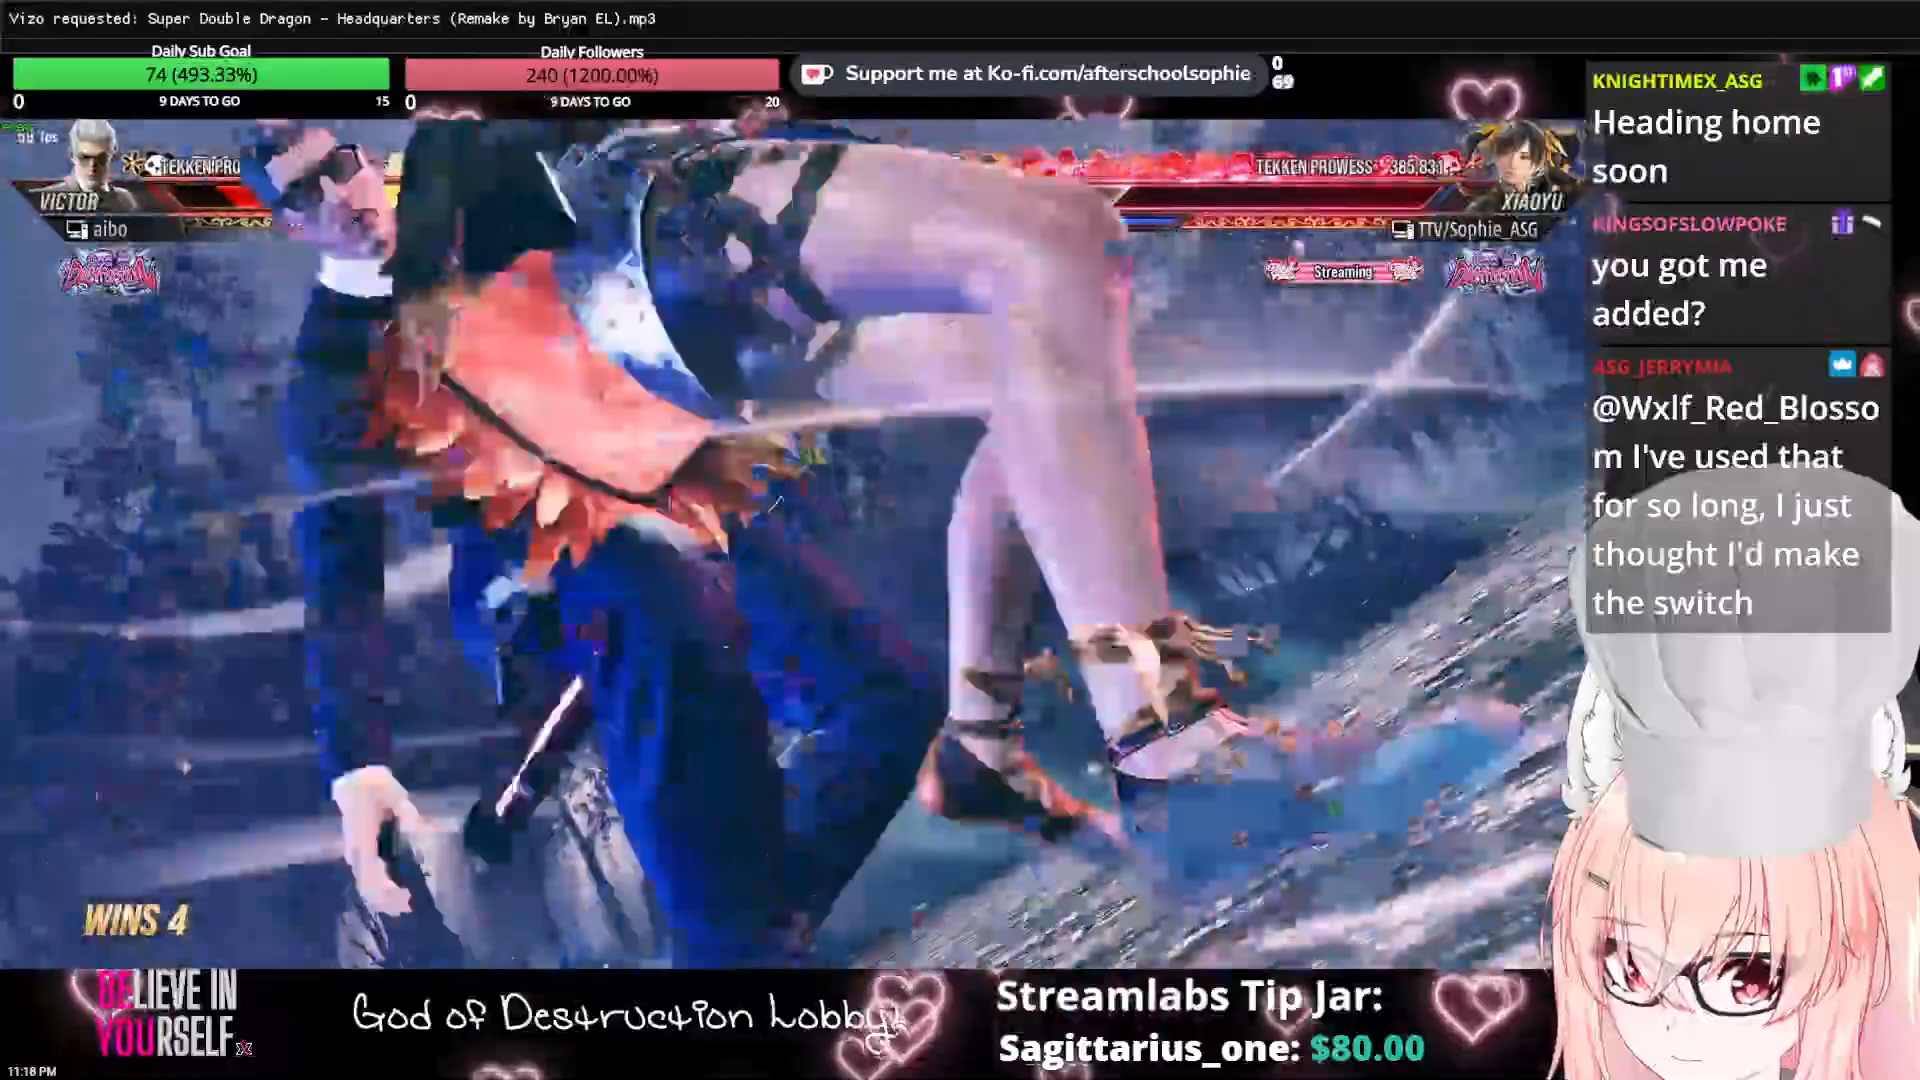 Vizo requested: Super Double Dragon - Headquarters (Remake by Bryan EL).mp3
Daily Sub Goal
74 (493.33%)
0 9 DAYS TO GO 15
Daily Followers
240 (1200.00%)
0 9 DAYS TO GO 20
Support me at Ko-fi.com/afterschoolsophie
0
69
TEKKEN PRO
VICTOR
aibo
TEKKEN PROWESS 385,831
XIAOYU
TTV/Sophie_ASG
Streaming
KNIGHTIMEX_ASG
Heading home
soon
KINGSOFSLOWPOKE
you got me
added?
ASG_JERRYMIA
@Wxlf_Red_Blosso
m I've used that
for so long, I just
thought I'd make
the switch
WINS 4
BELIEVE IN
YOURSELF
God of Destruction Lobby!
Streamlabs Tip Jar:
Sagittarius_one: $80.00
11:18 PM